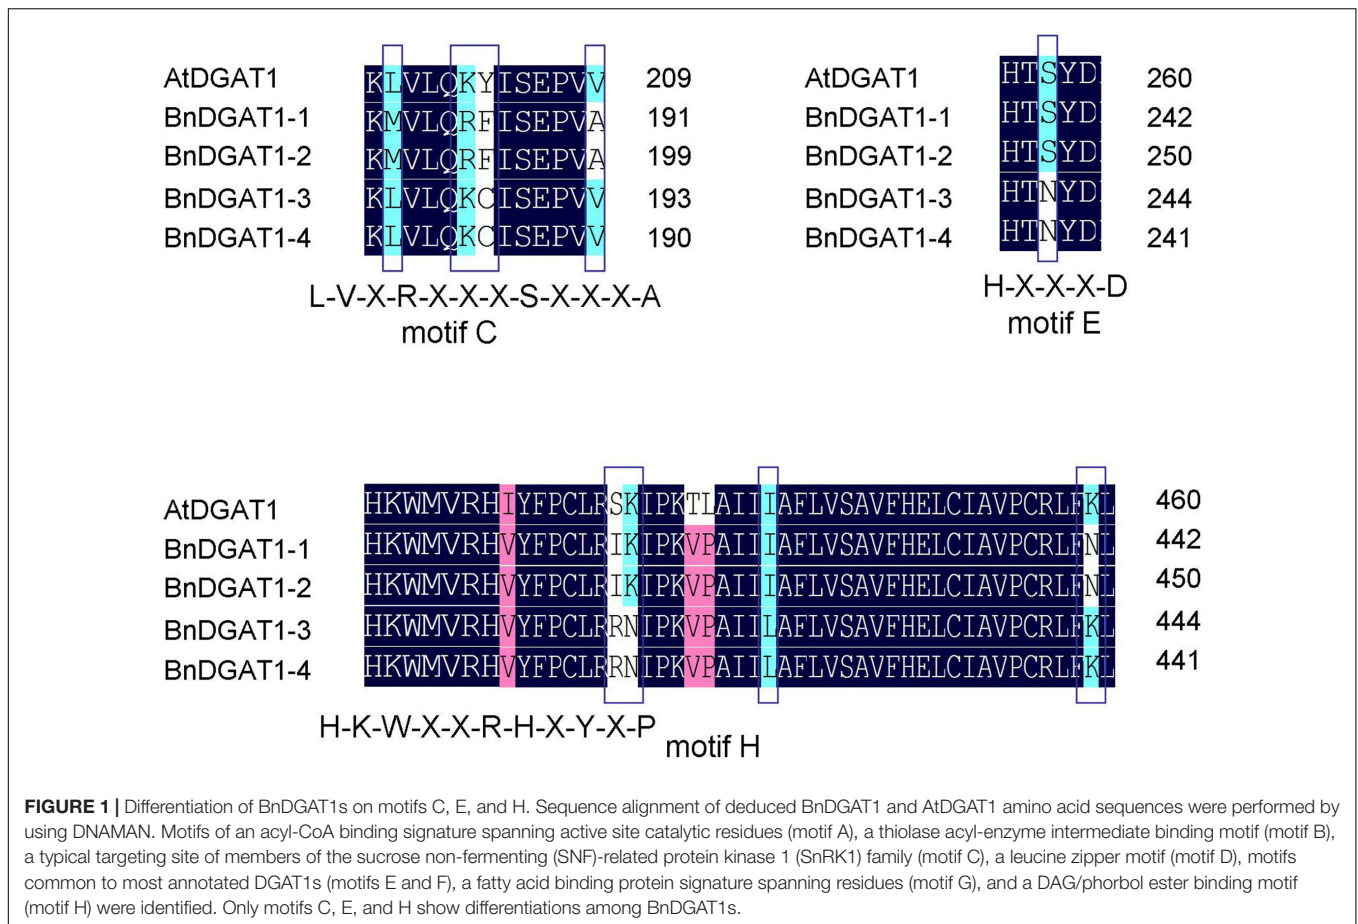 AtDGAT1 KLVLQKYISEPVV 209
BnDGAT1-1 KMVLQRFISEPVA 191
BnDGAT1-2 KMVLQRFISEPVA 199
BnDGAT1-3 KLVLQKCISEPVV 193
BnDGAT1-4 KLVLQKCISEPVV 190
L-V-X-R-X-X-X-S-X-X-X-A
motif C
AtDGAT1 HTSYD 260
BnDGAT1-1 HTSYD 242
BnDGAT1-2 HTSYD 250
BnDGAT1-3 HTNYD 244
BnDGAT1-4 HTNYD 241
H-X-X-X-D
motif E
AtDGAT1 HKWMVRHIYFPCLRSKIPKTLAIIIAFLVSAVFHELCIAVPCRLFKL 460
BnDGAT1-1 HKWMVRHVYFPCLRIKIPKVPAIIIAFLVSAVFHELCIAVPCRLFNL 442
BnDGAT1-2 HKWMVRHVYFPCLRIKIPKVPAIIIAFLVSAVFHELCIAVPCRLFNL 450
BnDGAT1-3 HKWMVRHVYFPCLRRNIPKVPAIILAFLVSAVFHELCIAVPCRLFKL 444
BnDGAT1-4 HKWMVRHVYFPCLRRNIPKVPAIILAFLVSAVFHELCIAVPCRLFKL 441
H-K-W-X-X-R-H-X-Y-X-P
motif H
FIGURE 1 | Differentiation of BnDGAT1s on motifs C, E, and H. Sequence alignment of deduced BnDGAT1 and AtDGAT1 amino acid sequences were performed by
using DNAMAN. Motifs of an acyl-CoA binding signature spanning active site catalytic residues (motif A), a thiolase acyl-enzyme intermediate binding motif (motif B),
a typical targeting site of members of the sucrose non-fermenting (SNF)-related protein kinase 1 (SnRK1) family (motif C), a leucine zipper motif (motif D), motifs
common to most annotated DGAT1s (motifs E and F), a fatty acid binding protein signature spanning residues (motif G), and a DAG/phorbol ester binding motif
(motif H) were identified. Only motifs C, E, and H show differentiations among BnDGAT1s.